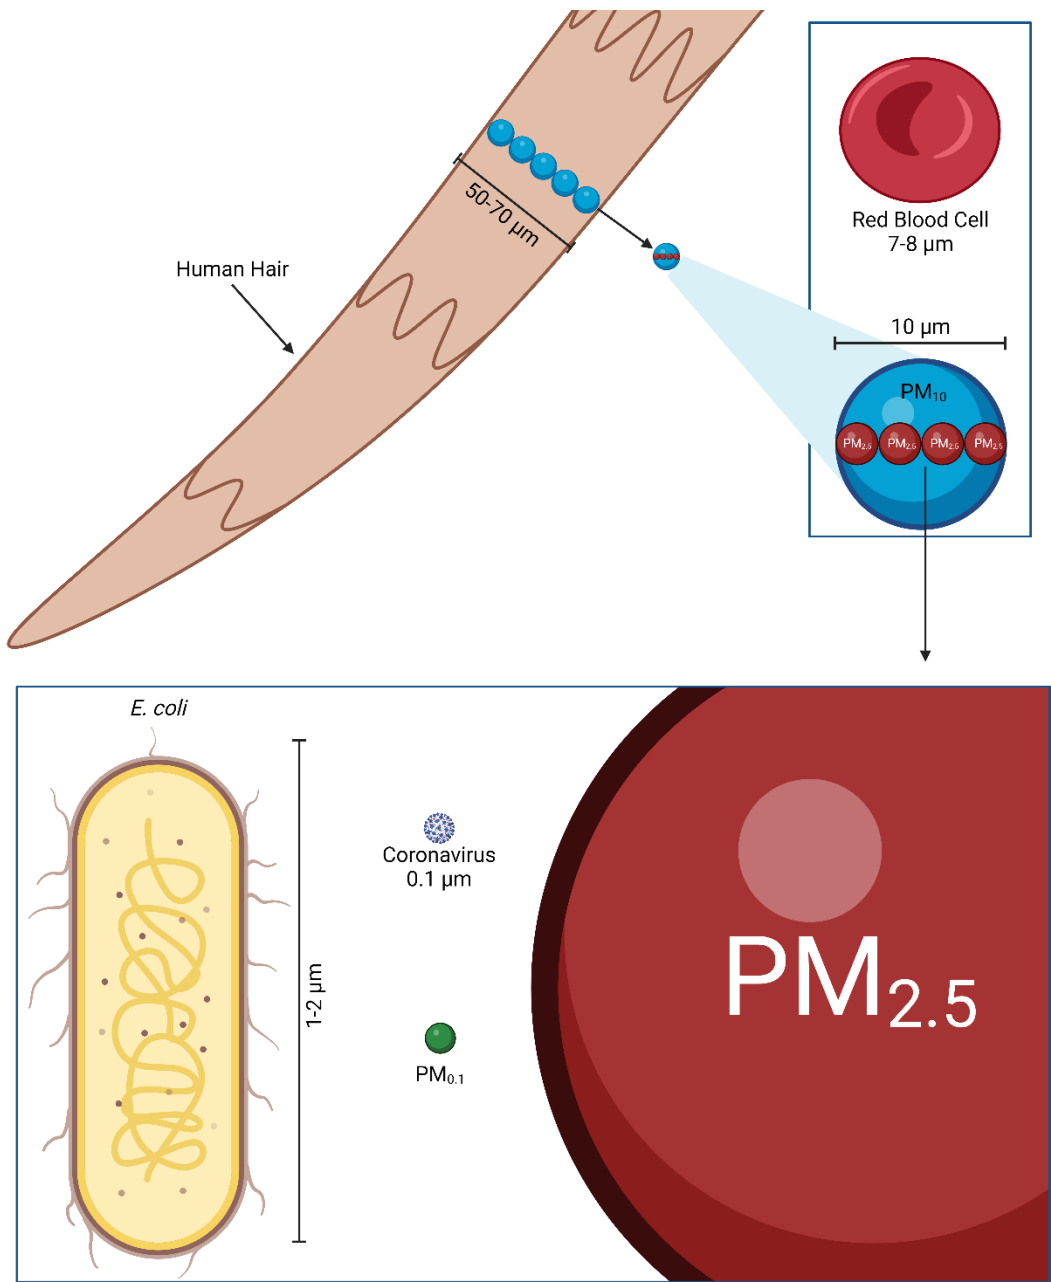 50-70 µm
Human Hair
Red Blood Cell
7-8 µm
10 µm
PM₁₀
PM₂.₅ PM₂.₅ PM₂.₅ PM₂.₅
E. coli
1-2 µm
Coronavirus
0.1 µm
PM₀.₁
PM₂.₅